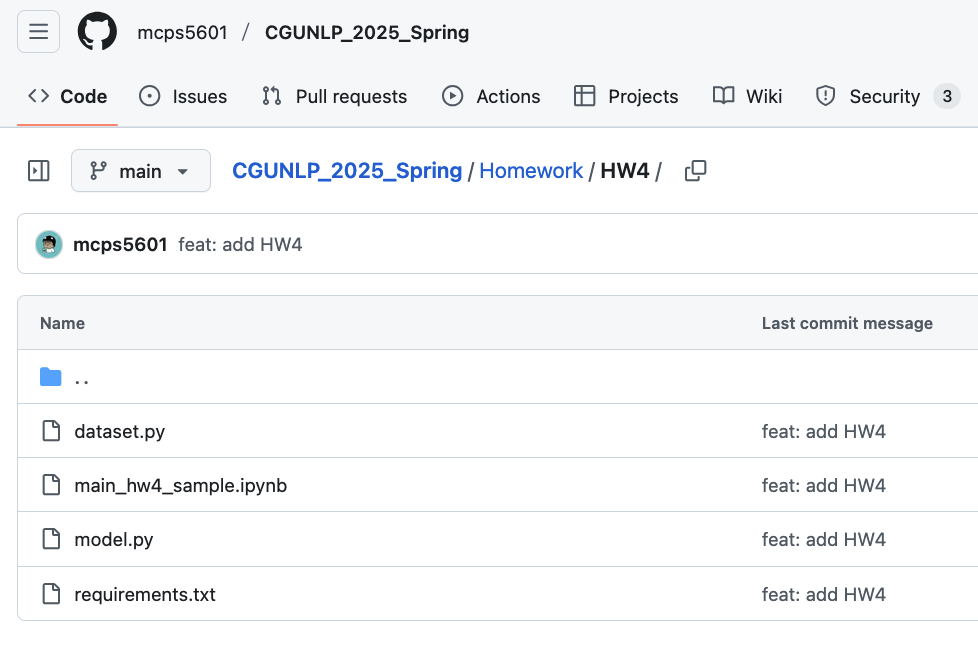 mcps5601 / CGUNLP_2025_Spring
Code Issues Pull requests Actions Projects Wiki Security 3
main CGUNLP_2025_Spring / Homework / HW4 /
mcps5601 feat: add HW4
Name Last commit message
..
dataset.py feat: add HW4
main_hw4_sample.ipynb feat: add HW4
model.py feat: add HW4
requirements.txt feat: add HW4